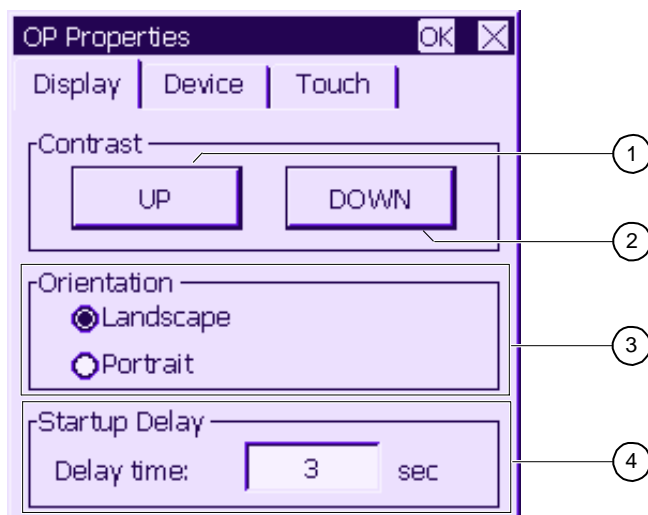 OP Properties OK X
Display Device Touch
Contrast
UP DOWN
1
2
Orientation
Landscape
Portrait
3
Startup Delay
Delay time: 3 sec
4